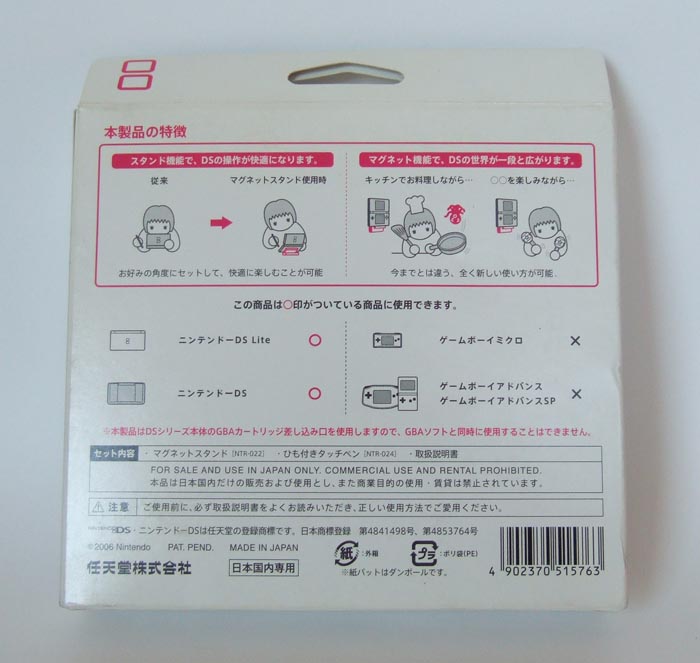 本製品の特徴
スタンド機能で、DSの操作が快適になります。
従来
マグネットスタンド使用時
お好みの角度にセットして、快適に楽しむことが可能
マグネット機能で、DSの世界が一段と広がります。
キッチンでお料理しながら…
○○を楽しみながら…
今までとは違う、全く新しい使い方が可能.
この商品は○印がついている商品に使用できます。
ニンテンドーDS Lite ○
ゲームボーイミクロ ×
ニンテンドーDS ○
ゲームボーイアドバンス
ゲームボーイアドバンスSP ×
※本製品はDSシリーズ本体のGBAカートリッジ差し込み口を使用しますので、GBAソフトと同時に使用することはできません。
セット内容 ・マグネットスタンド [NTR-022] ・ひも付きタッチペン [NTR-024] ・取扱説明書
FOR SALE AND USE IN JAPAN ONLY. COMMERCIAL USE AND RENTAL PROHIBITED.
本品は日本国内だけの販売および使用とし、また商業目的の使用・賃貸は禁止されています。
注意 ご使用前に、必ず取扱説明書をよくお読みいただき、正しい使用方法でご愛用ください。
NINTENDO DS・ニンテンドーDSは任天堂の登録商標です。日本商標登録 第4841498号、第4853764号
©2006 Nintendo PAT. PEND. MADE IN JAPAN
任天堂株式会社 日本国内専用
紙 :外箱
プラ :ポリ袋(PE)
※紙パットはダンボールです。
4 902370 515763